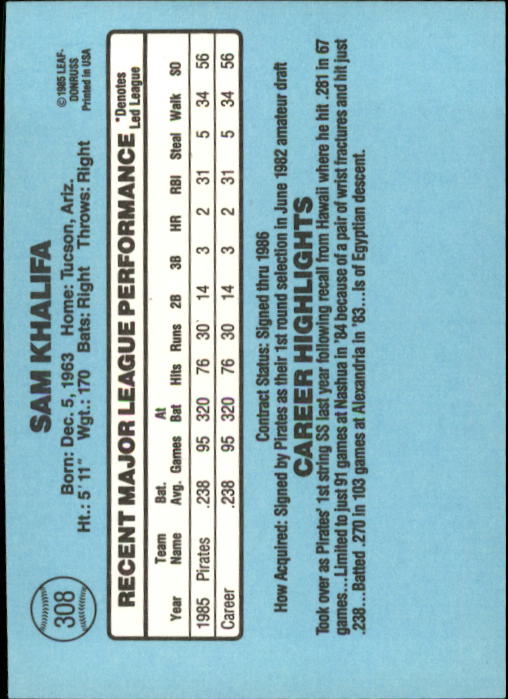 308
SAM KHALIFA
Born: Dec. 5, 1963 Home: Tucson, Ariz.
Ht.: 5' 11" Wgt.: 170 Bats: Right Throws: Right
© 1985 LEAF-
DONRUSS
Printed in USA
RECENT MAJOR LEAGUE PERFORMANCE
*Denotes
Led League
Year Team Name Bat. Avg. Games At Bat Hits Runs 2B 3B HR RBI Steal Walk SO
1985 Pirates .238 95 320 76 30 14 3 2 31 5 34 56
Career .238 95 320 76 30 14 3 2 31 5 34 56
Contract Status: Signed thru 1986
How Acquired: Signed by Pirates as their 1st round selection in June 1982 amateur draft
CAREER HIGHLIGHTS
Took over as Pirates' 1st string SS last year following recall from Hawaii where he hit .281 in 67
games...Limited to just 91 games at Nashua in '84 because of a pair of wrist fractures and hit just
.238...Batted .270 in 103 games at Alexandria in '83...Is of Egyptian descent.